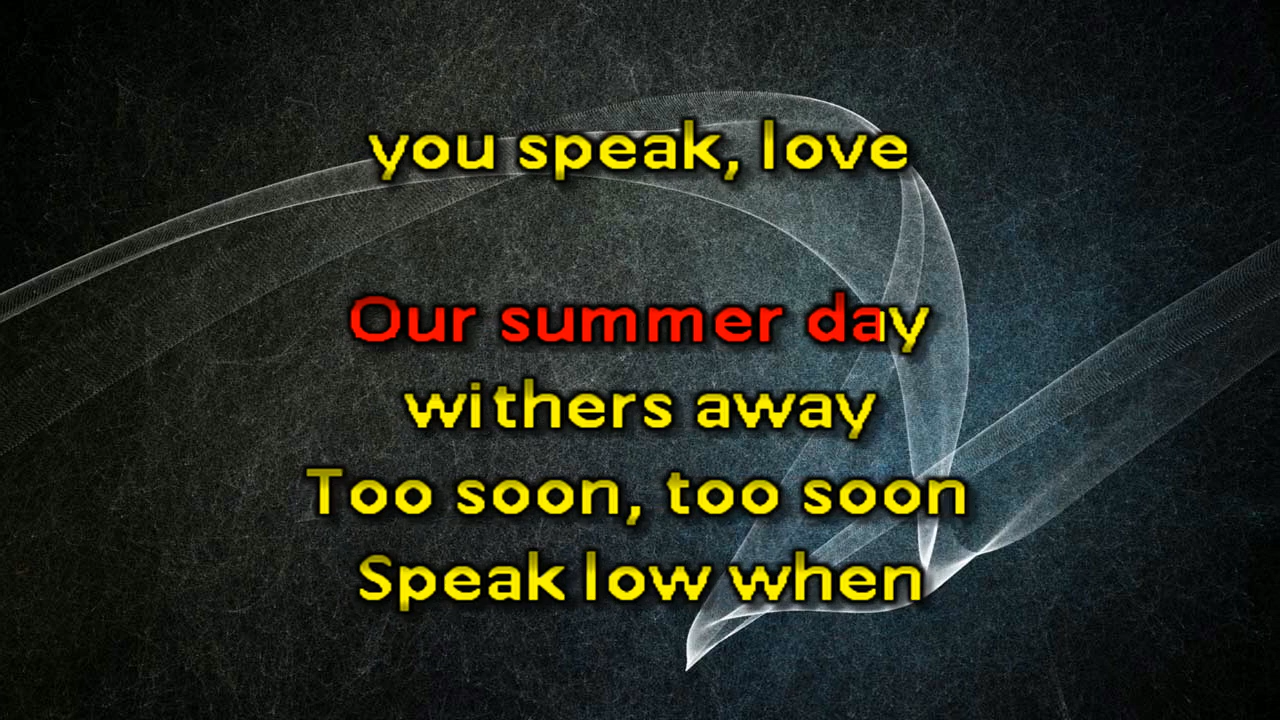 you speak, love
Our summer day
withers away
Too soon, too soon
Speak low when